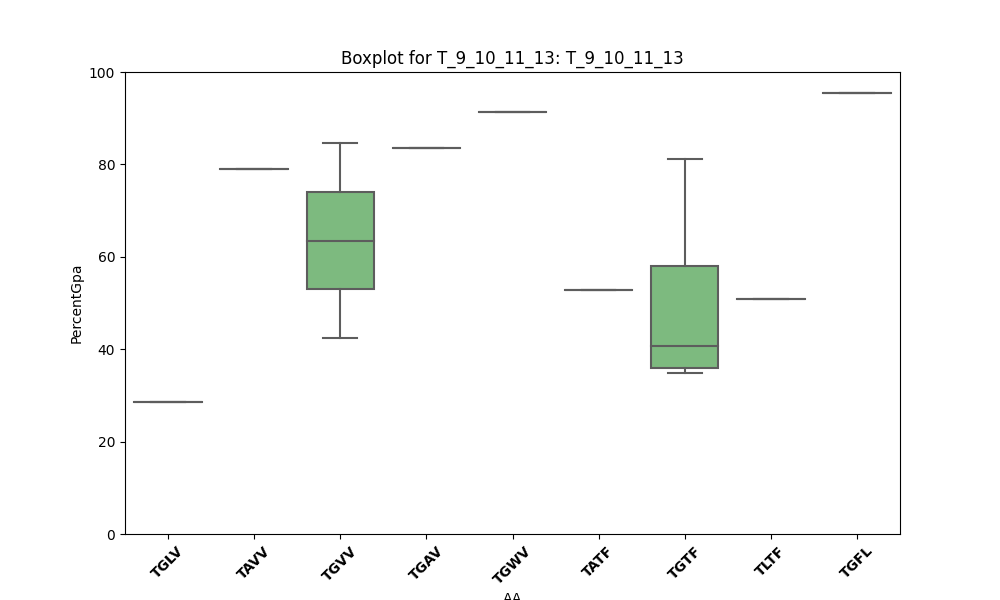 Boxplot for T_9_10_11_13: T_9_10_11_13
100
80
60
40
20
0
PercentGpa
TGLV
TAVV
TGVV
TGAV
TGWV
TATF
TGTF
TLTF
TGFL
AA